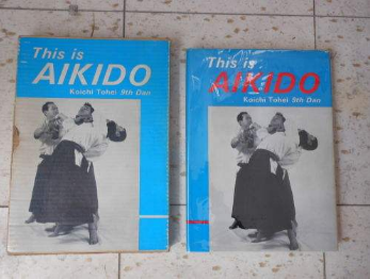 This is
AIKIDO
Koichi Tohei 9th Dan
This is
AIKIDO
Koichi Tohei 9th Dan